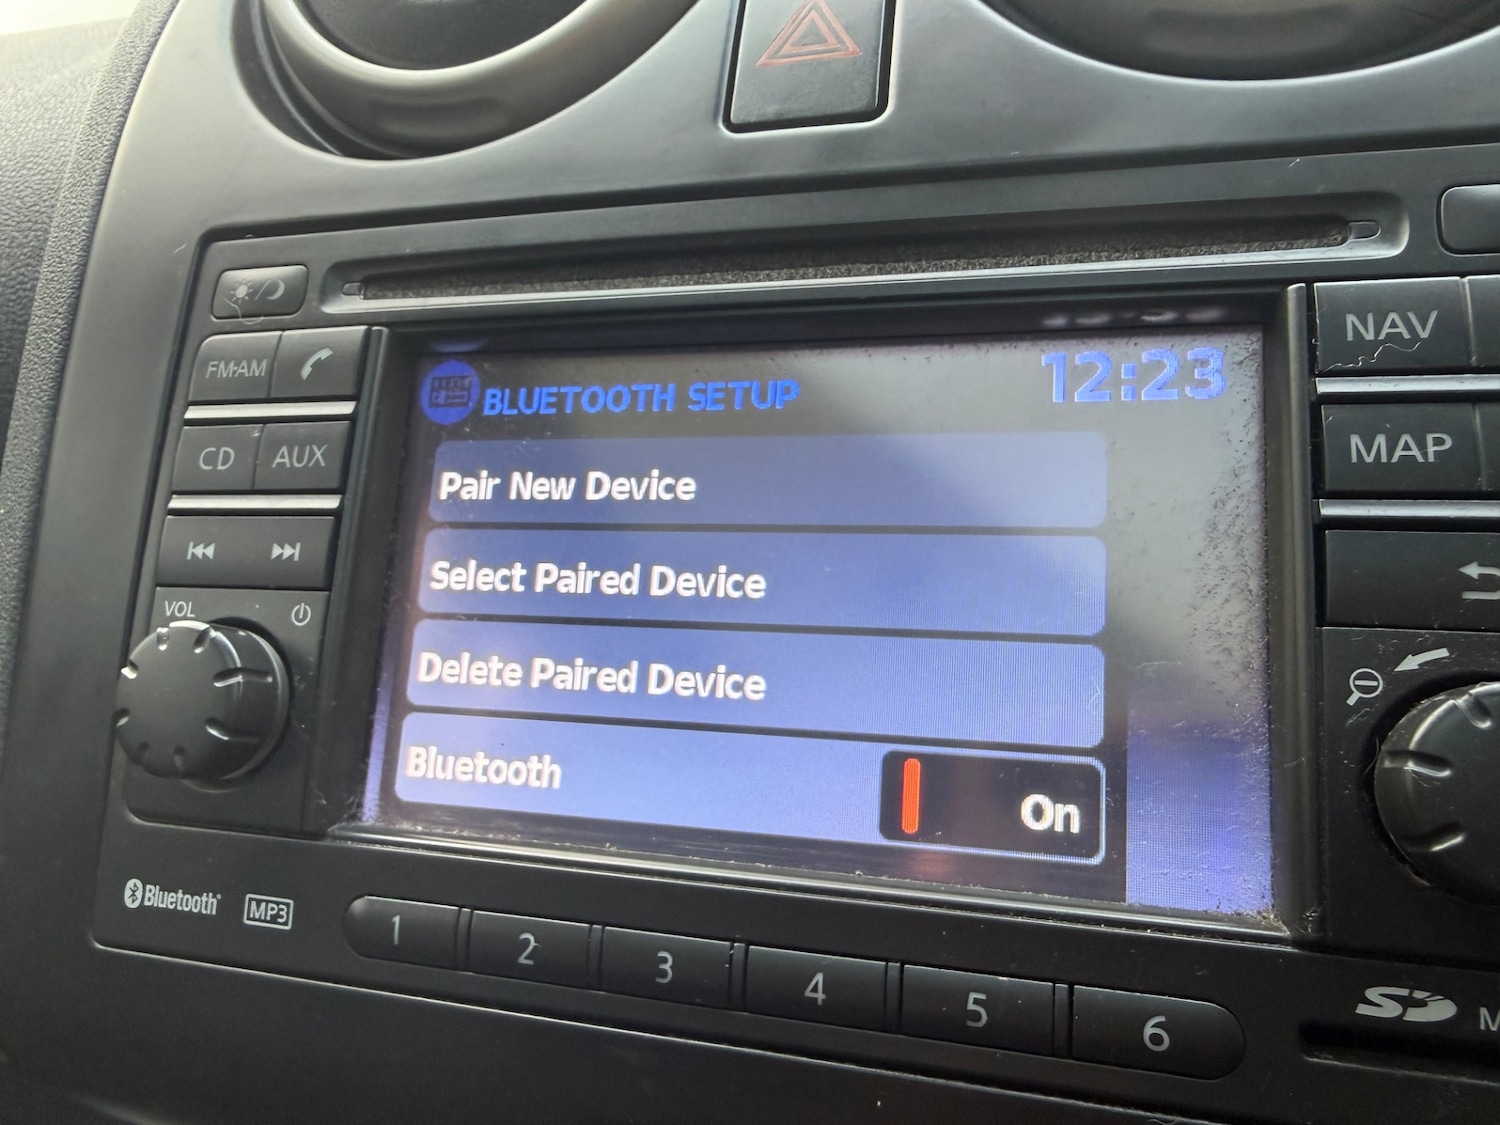 FM·AM
CD
AUX
VOL
BLUETOOTH SETUP
12:23
Pair New Device
Select Paired Device
Delete Paired Device
Bluetooth
On
NAV
MAP
Bluetooth®
MP3
1
2
3
4
5
6
SD